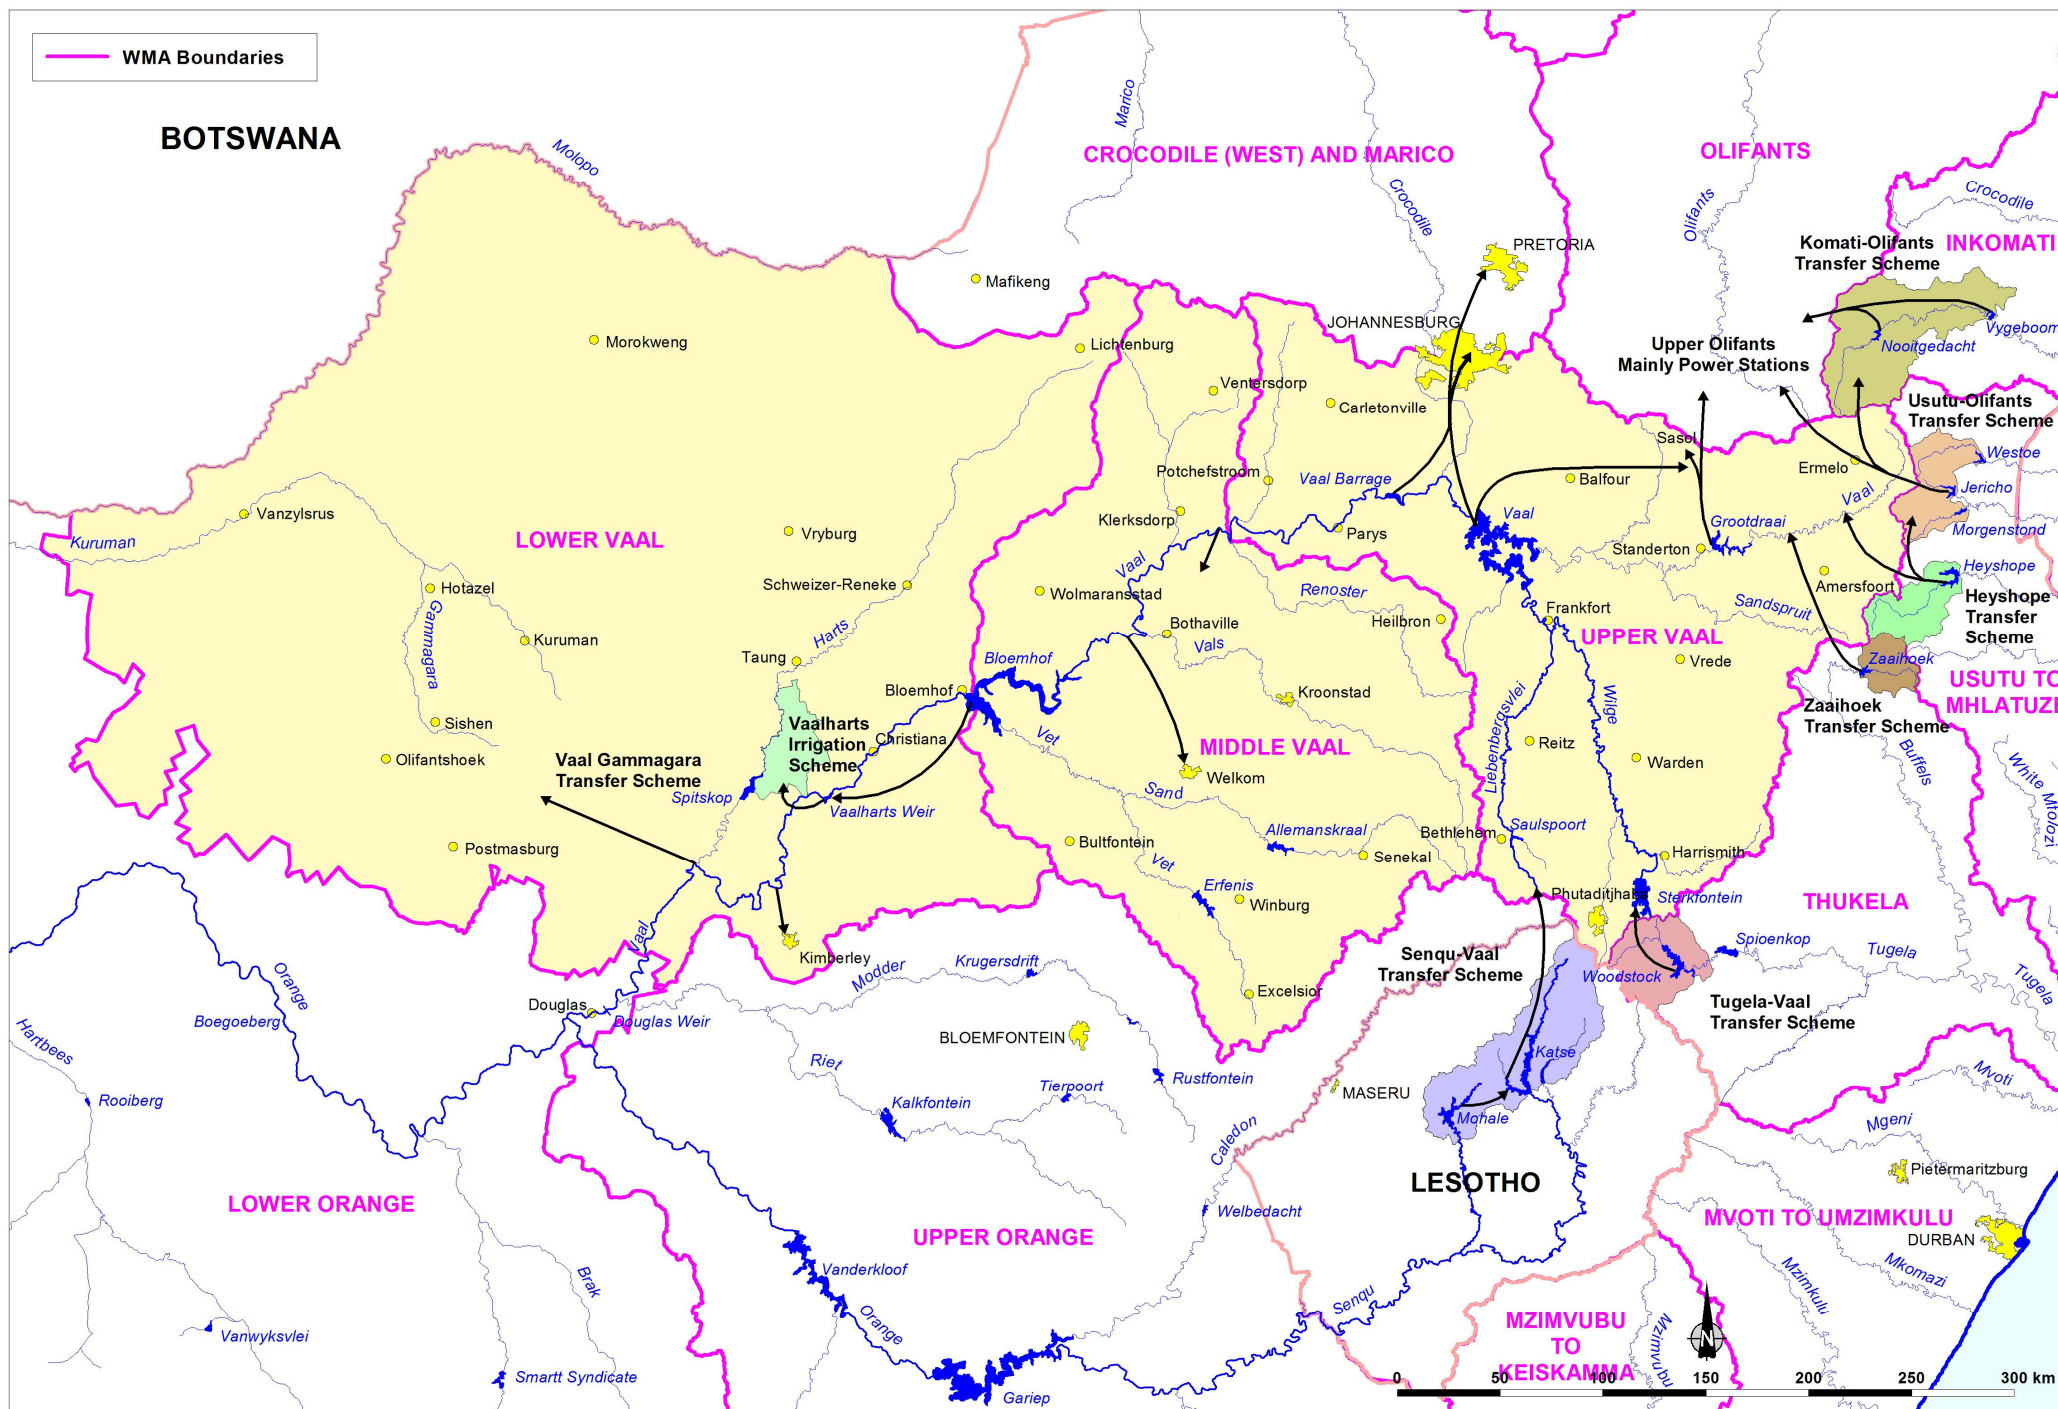 WMA Boundaries
BOTSWANA
Molopo
Marico
CROCODILE (WEST) AND MARICO
Crocodile
OLIFANTS
Olifants
Crocodile
INKOMATI
Komati-Olifants
Transfer Scheme
PRETORIA
Mafikeng
JOHANNESBURG
Vygeboom
Nooitgedacht
Morokweng
Lichtenburg
Upper Olifants
Mainly Power Stations
Ventersdorp
Carletonville
Usutu-Olifants
Transfer Scheme
Sasol
Westoe
Ermelo
Potchefstroom
Vaal Barrage
Balfour
Jericho
Vaal
Morgenstond
Vanzylsrus
Klerksdorp
Vaal
Grootdraai
Kuruman
LOWER VAAL
Vryburg
Parys
Standerton
Vaal
Heyshope
Hotazel
Schweizer-Reneke
Wolmaransstad
Renoster
Amersfoort
Heyshope
Transfer
Scheme
Gammagara
Sandspruit
Frankfort
Kuruman
Harts
Bothaville
Heilbron
UPPER VAAL
Vals
Taung
Bloemhof
Vrede
Zaaihoek
USUTU TO
MHLATUZE
Bloemhof
Kroonstad
Liebenbergsvlei
Wilge
Zaaihoek
Transfer Scheme
Sishen
Vaalharts
Irrigation
Scheme
Christiana
Vet
MIDDLE VAAL
Reitz
Buffels
White Mfolozi
Olifantshoek
Vaal Gammagara
Transfer Scheme
Welkom
Warden
Spitskop
Vaalharts Weir
Sand
Allemanskraal
Bethlehem
Saulspoort
Postmasburg
Bultfontein
Senekal
Harrismith
Vet
Erfenis
Winburg
Phutaditjhaba
Sterkfontein
THUKELA
Vaal
Kimberley
Senqu-Vaal
Transfer Scheme
Spioenkop
Tugela
Tugela
Orange
Modder
Krugersdrift
Woodstock
Excelsior
Tugela-Vaal
Transfer Scheme
Douglas
Boegoeberg
Douglas Weir
BLOEMFONTEIN
Hartbees
Riet
Katse
Rustfontein
Tierpoort
MASERU
Mvoti
Rooiberg
Kalkfontein
Mohale
Mgeni
Caledon
LESOTHO
Pietermaritzburg
LOWER ORANGE
Welbedacht
MVOTI TO UMZIMKULU
UPPER ORANGE
DURBAN
Vanderkloof
Brak
Mzimkulu
Mkomazi
Senqu
Orange
MZIMVUBU
TO
KEISKAMMA
Mzimvubu
N
Vanwyksvlei
Smartt Syndicate
Gariep
0 50 100 150 200 250 300 km